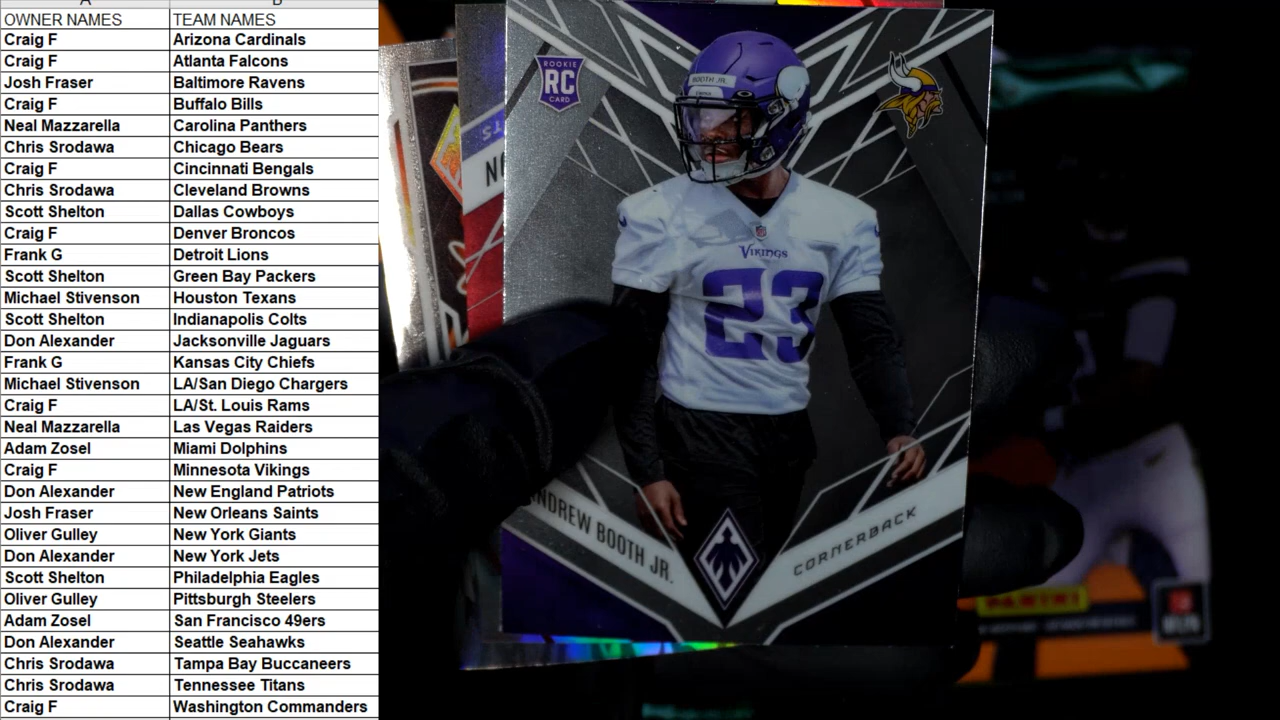 OWNER NAMES TEAM NAMES
Craig F Arizona Cardinals
Craig F Atlanta Falcons
Josh Fraser Baltimore Ravens
Craig F Buffalo Bills
Neal Mazzarella Carolina Panthers
Chris Srodawa Chicago Bears
Craig F Cincinnati Bengals
Chris Srodawa Cleveland Browns
Scott Shelton Dallas Cowboys
Craig F Denver Broncos
Frank G Detroit Lions
Scott Shelton Green Bay Packers
Michael Stivenson Houston Texans
Scott Shelton Indianapolis Colts
Don Alexander Jacksonville Jaguars
Frank G Kansas City Chiefs
Michael Stivenson LA/San Diego Chargers
Craig F LA/St. Louis Rams
Neal Mazzarella Las Vegas Raiders
Adam Zosel Miami Dolphins
Craig F Minnesota Vikings
Don Alexander New England Patriots
Josh Fraser New Orleans Saints
Oliver Gulley New York Giants
Don Alexander New York Jets
Scott Shelton Philadelphia Eagles
Oliver Gulley Pittsburgh Steelers
Adam Zosel San Francisco 49ers
Don Alexander Seattle Seahawks
Chris Srodawa Tampa Bay Buccaneers
Chris Srodawa Tennessee Titans
Craig F Washington Commanders
ROOKIE
RC
CARD
BOOTH JR.
VIKINGS
23
ANDREW BOOTH JR.
CORNERBACK
PANINI